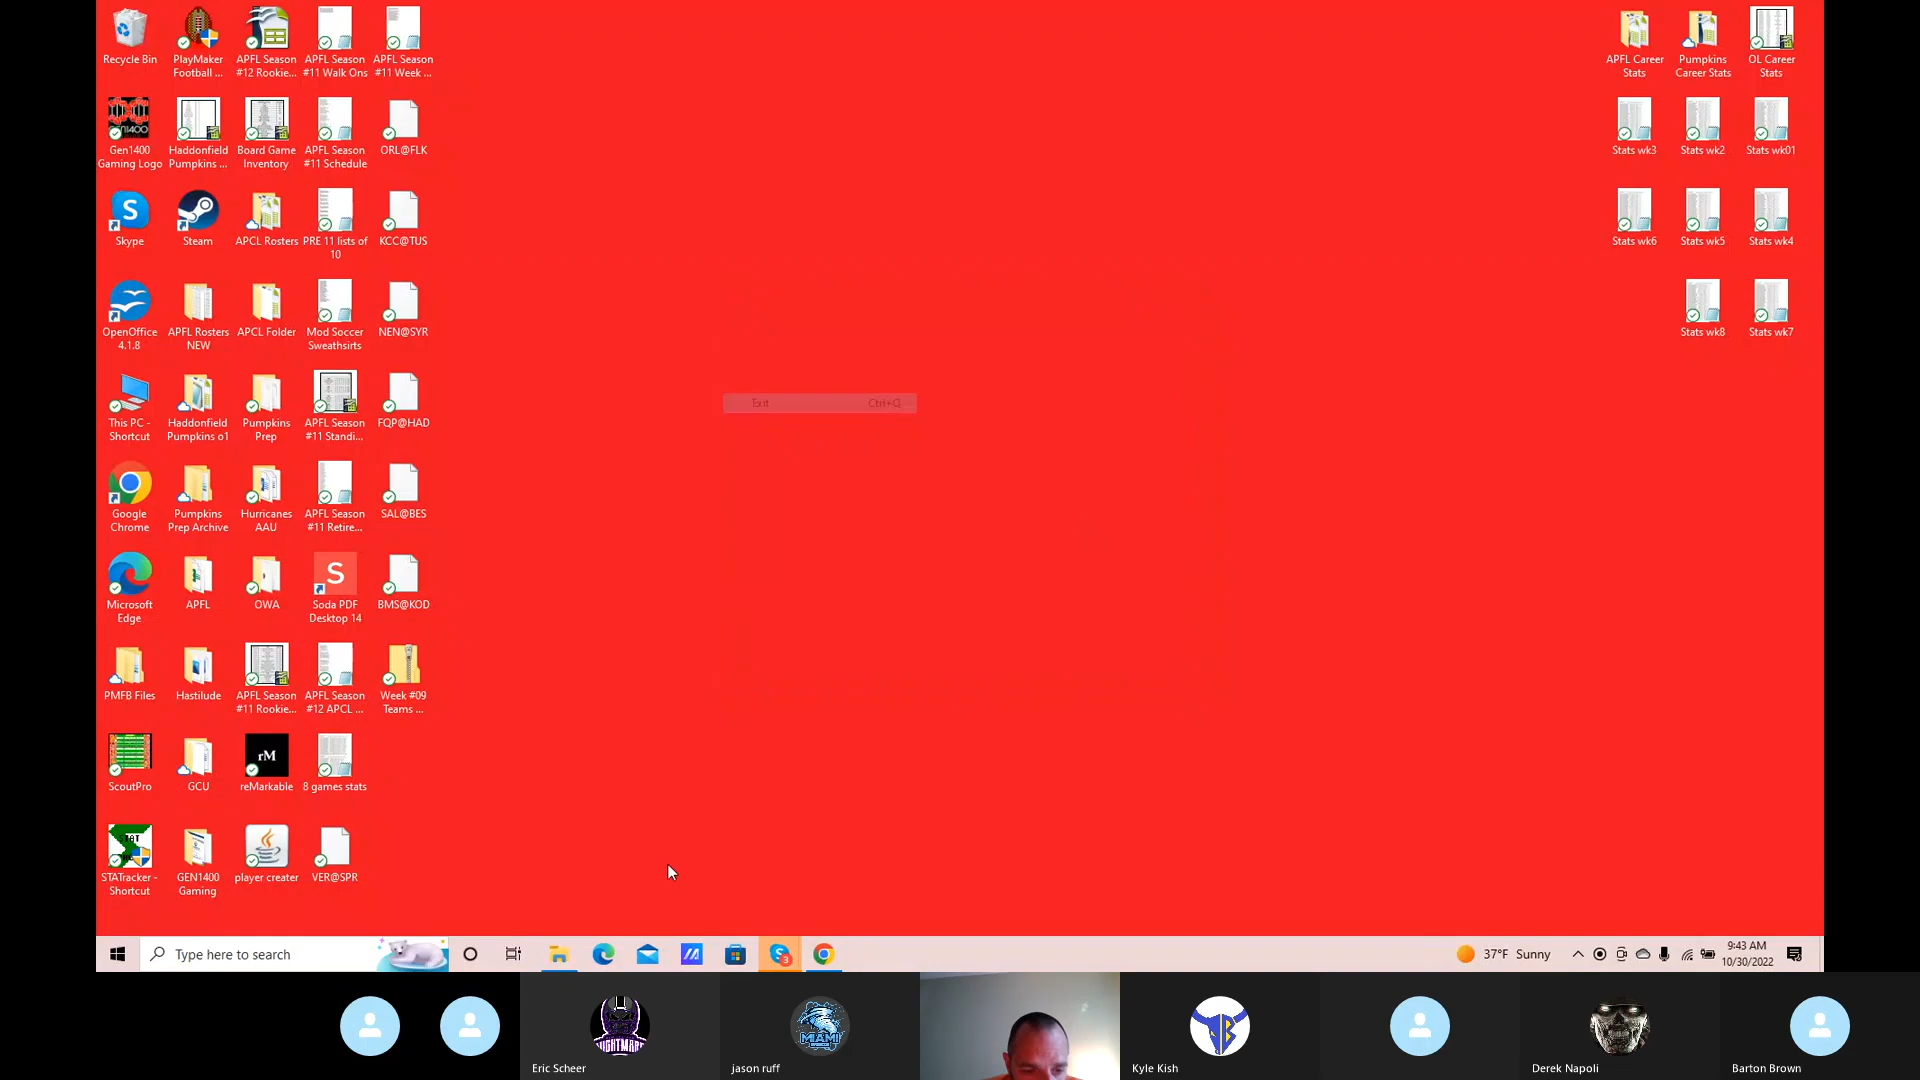 Recycle Bin
PlayMaker
Football ...
APFL Season
#12 Rookie...
APFL Season
#11 Walk Ons
APFL Season
#11 Week ...
APFL Career
Stats
Pumpkins
Career Stats
OL Career
Stats
Gen1400
Gaming Logo
Haddonfield
Pumpkins ...
Board Game
Inventory
APFL Season
#11 Schedule
ORL@FLK
Stats wk3
Stats wk2
Stats wk01
Skype
Steam
APCL Rosters
PRE 11 lists of
10
KCC@TUS
Stats wk6
Stats wk5
Stats wk4
OpenOffice
4.1.8
APFL Rosters
NEW
APCL Folder
Mod Soccer
Sweathsirts
NEN@SYR
Stats wk8
Stats wk7
This PC -
Shortcut
Haddonfield
Pumpkins o1
Pumpkins
Prep
APFL Season
#11 Standi...
FQP@HAD
Exit Ctrl+Q
Google
Chrome
Pumpkins
Prep Archive
Hurricanes
AAU
APFL Season
#11 Retire...
SAL@BES
Microsoft
Edge
APFL
OWA
S
Soda PDF
Desktop 14
BMS@KOD
PMFB Files
Hastilude
APFL Season
#11 Rookie...
APFL Season
#12 APCL ...
Week #09
Teams ...
ScoutPro
GCU
rM
reMarkable
8 games stats
STATracker -
Shortcut
GEN1400
Gaming
player creater
VER@SPR
Type here to search
3
37°F Sunny
9:43 AM
10/30/2022
NIGHTMARE
Eric Scheer
MIAMI
jason ruff
Kyle Kish
Derek Napoli
Barton Brown